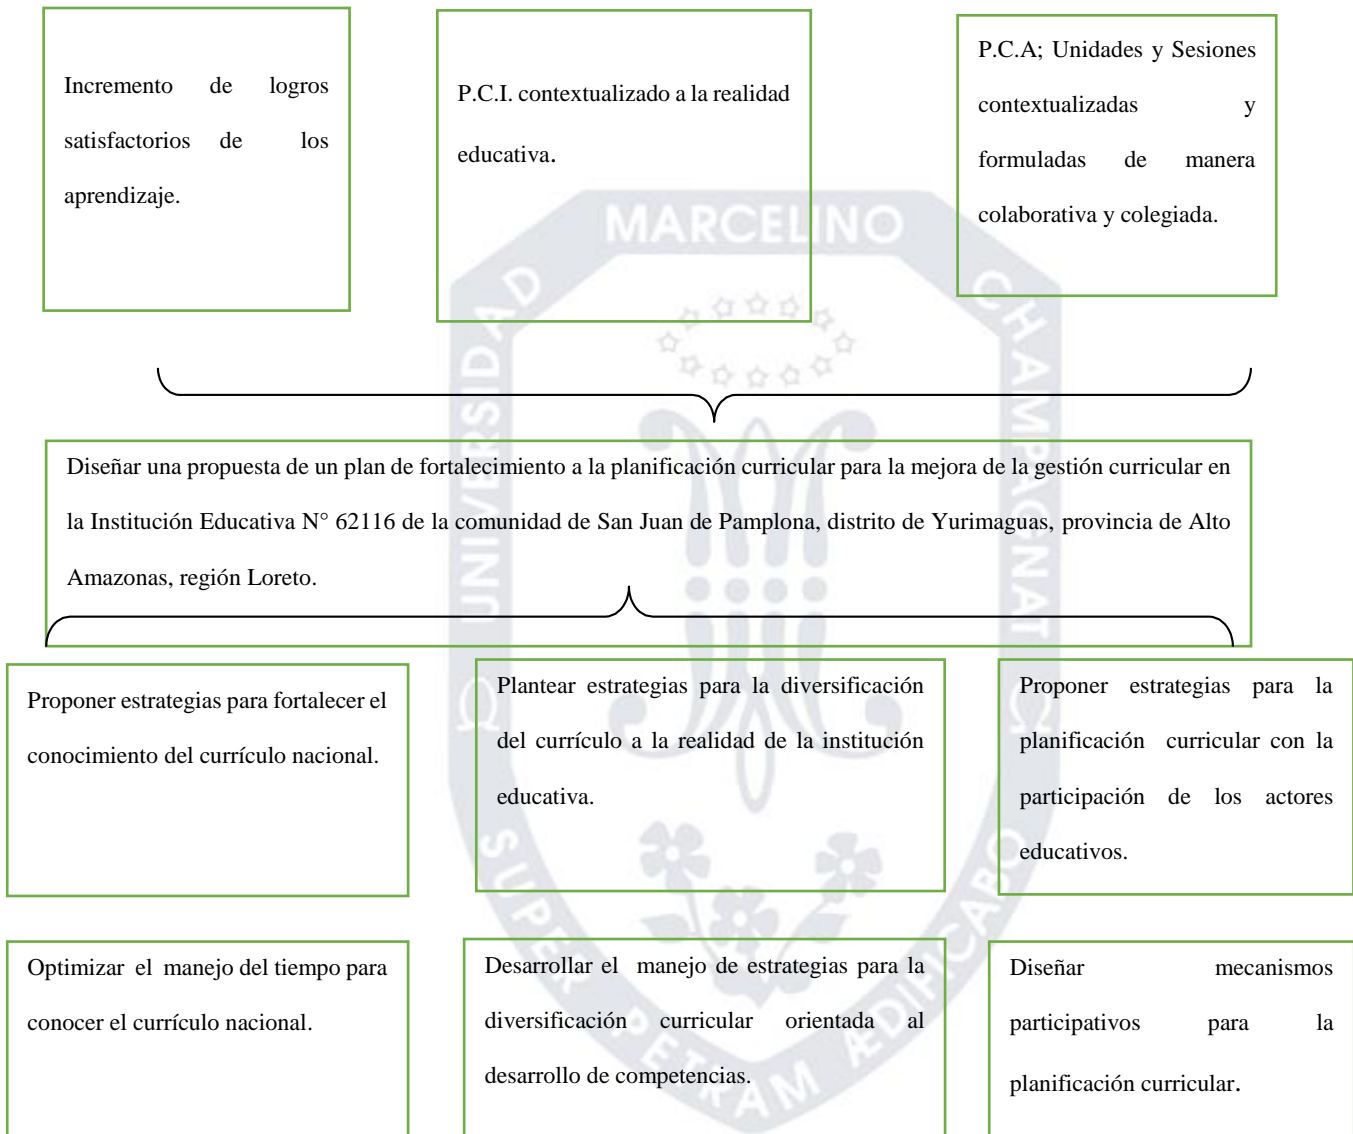 Incremento de logros
satisfactorios de los
aprendizaje.
P.C.I. contextualizado a la realidad
educativa.
P.C.A; Unidades y Sesiones
contextualizadas y
formuladas de manera
colaborativa y colegiada.
Diseñar una propuesta de un plan de fortalecimiento a la planificación curricular para la mejora de la gestión curricular en
la Institución Educativa N° 62116 de la comunidad de San Juan de Pamplona, distrito de Yurimaguas, provincia de Alto
Amazonas, región Loreto.
Proponer estrategias para fortalecer el
conocimiento del currículo nacional.
Plantear estrategias para la diversificación
del currículo a la realidad de la institución
educativa.
Proponer estrategias para la
planificación curricular con la
participación de los actores
educativos.
Optimizar el manejo del tiempo para
conocer el currículo nacional.
Desarrollar el manejo de estrategias para la
diversificación curricular orientada al
desarrollo de competencias.
Diseñar mecanismos
participativos para la
planificación curricular.
UNIVERSIDAD MARCELINO CHAMPAGNAT
Ω SUPER PETRAM ÆDIFICABO Ω